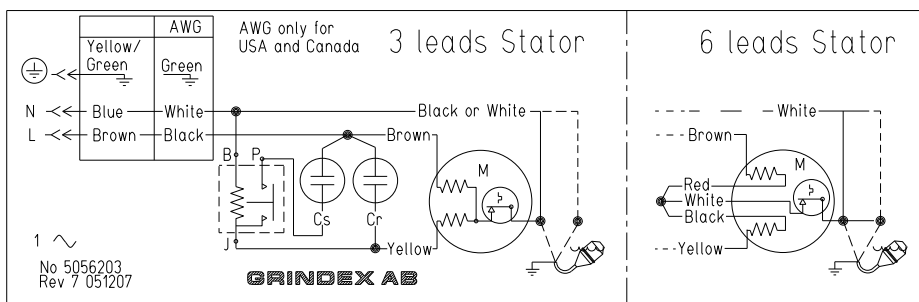 AWG
AWG only for
USA and Canada
3 leads Stator
6 leads Stator
Yellow/
Green
Green
N
Blue
White
Black or White
White
L
Brown
Black
Brown
Brown
B
P
M
M
Red
White
Black
Cs
Cr
J
Yellow
Yellow
1
No 5056203
Rev 7 051207
GRINDEX AB